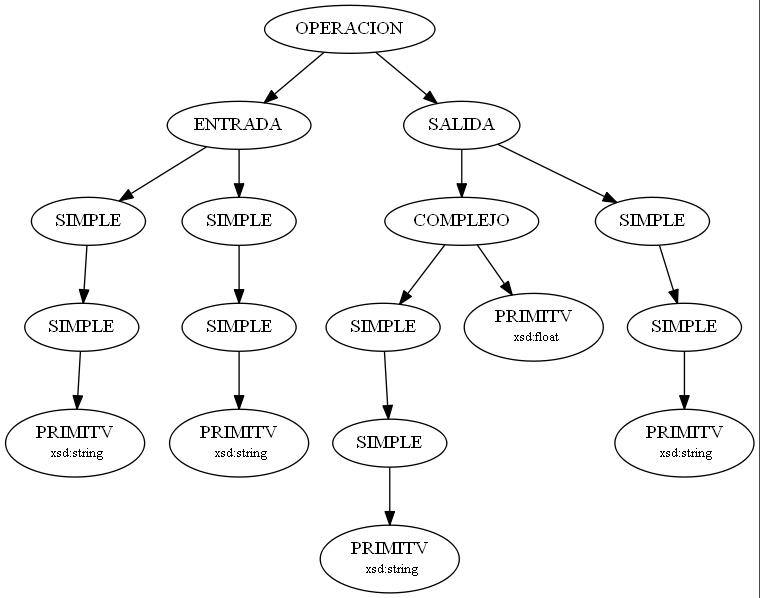 OPERACION
ENTRADA
SALIDA
SIMPLE
SIMPLE
COMPLEJO
SIMPLE
SIMPLE
SIMPLE
SIMPLE
PRIMITV
xsd:float
SIMPLE
PRIMITV
xsd:string
PRIMITV
xsd:string
SIMPLE
PRIMITV
xsd:string
PRIMITV
xsd:string